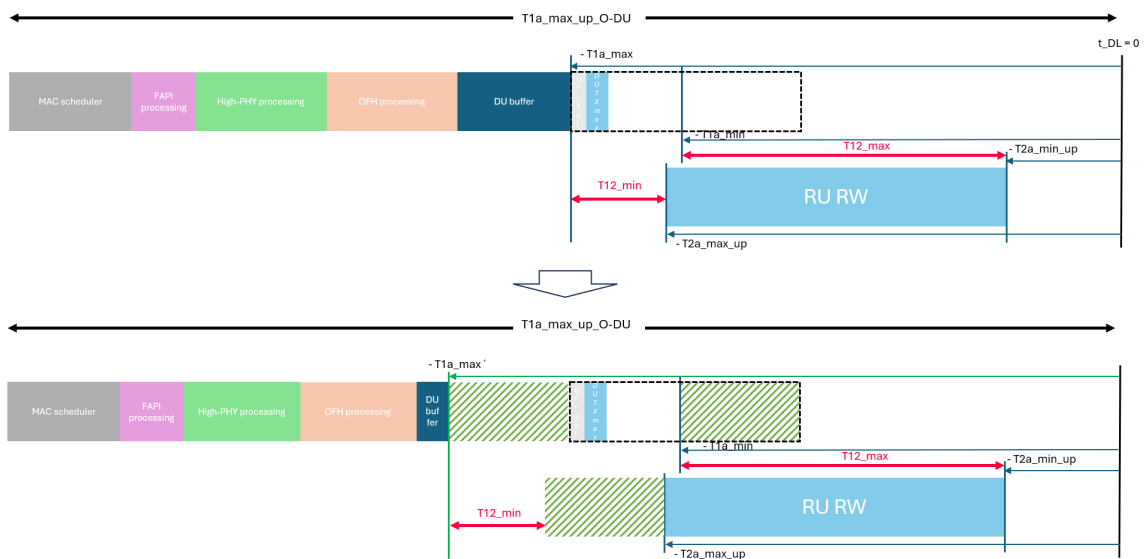 T1a_max_up_O-DU
t_DL = 0
- T1a_max
MAC scheduler
FAPI
processing
High-PHY processing
OFH processing
DU buffer
- T1a_min
T12_max
- T2a_min_up
T12_min
RU RW
- T2a_max_up
T1a_max_up_O-DU
- T1a_max´
MAC scheduler
FAPI
processing
High-PHY processing
OFH processing
DU
buf
fer
- T1a_min
T12_max
- T2a_min_up
T12_min
RU RW
- T2a_max_up